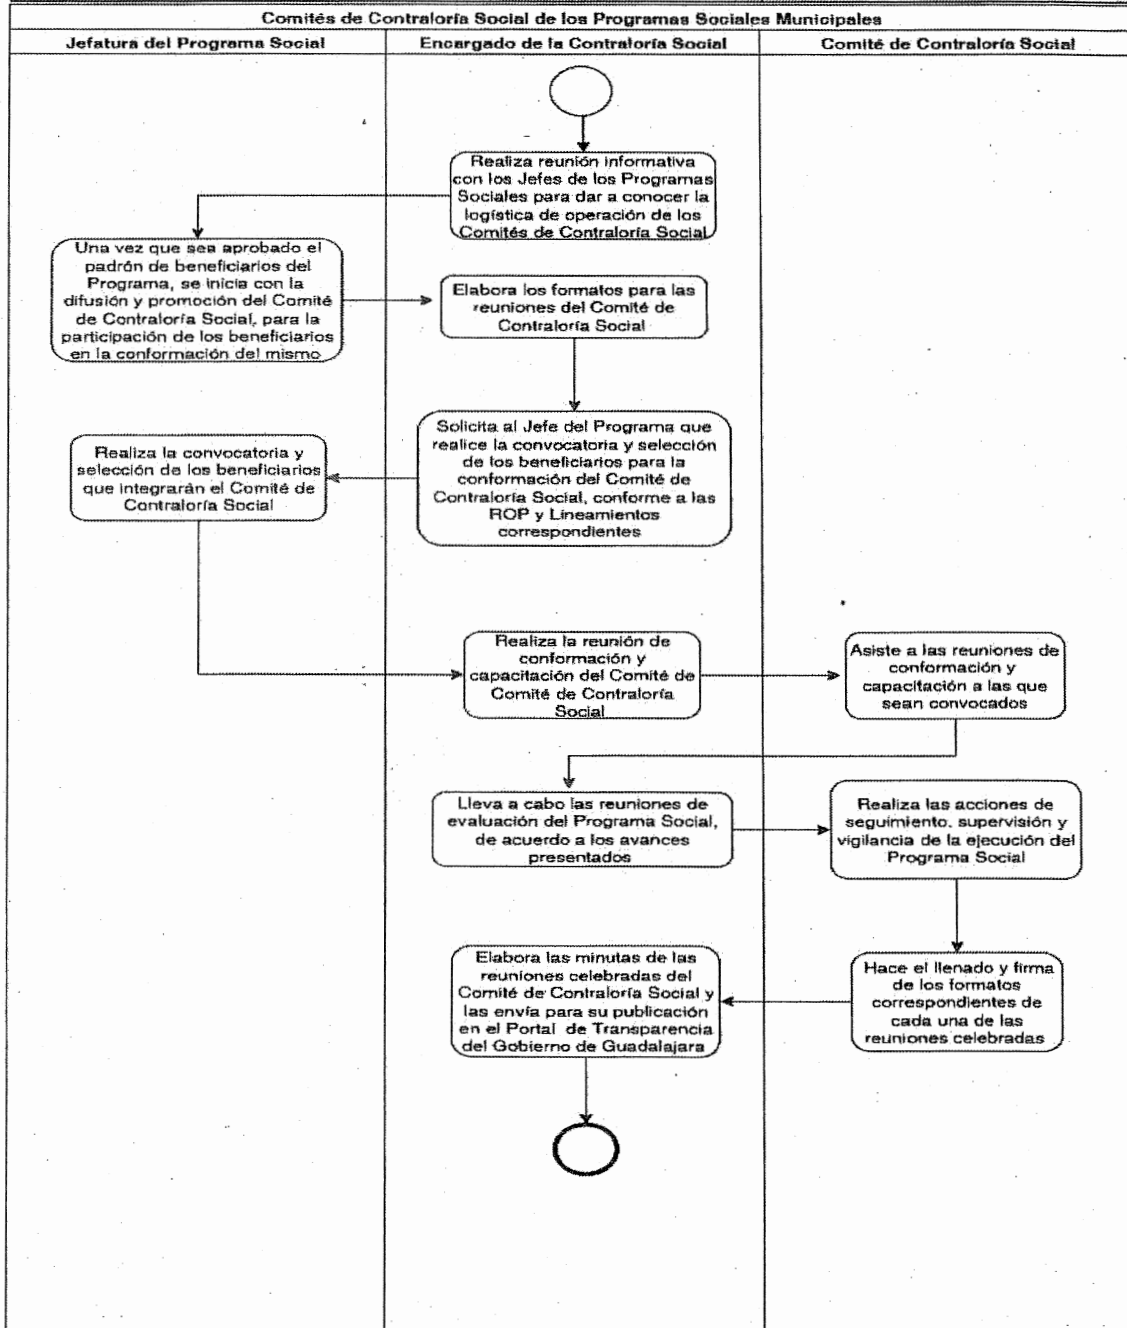 Comités de Contraloría Social de los Programas Sociales Municipales
Jefatura del Programa Social
Encargado de la Contraloría Social
Comité de Contraloría Social
Realiza reunión informativa
con los Jefes de los Programas
Sociales para dar a conocer la
logística de operación de los
Comités de Contraloría Social
Una vez que sea aprobado el
padrón de beneficiarios del
Programa, se inicia con la
difusión y promoción del Comité
de Contraloría Social, para la
participación de los beneficiarios
en la conformación del mismo
Elabora los formatos para las
reuniones del Comité de
Contraloría Social
Solicita al Jefe del Programa que
realice la convocatoria y selección
de los beneficiarios para la
conformación del Comité de
Contraloría Social, conforme a las
ROP y Lineamientos
correspondientes
Realiza la convocatoria y
selección de los beneficiarios
que integrarán el Comité de
Contraloría Social
Realiza la reunión de
conformación y
capacitación del Comité de
Comité de Contraloría
Social
Asiste a las reuniones de
conformación y
capacitación a las que
sean convocados
Lleva a cabo las reuniones de
evaluación del Programa Social,
de acuerdo a los avances
presentados
Realiza las acciones de
seguimiento, supervisión y
vigilancia de la ejecución del
Programa Social
Hace el llenado y firma
de los formatos
correspondientes de
cada una de las
reuniones celebradas
Elabora las minutas de las
reuniones celebradas del
Comité de Contraloría Social y
las envía para su publicación
en el Portal de Transparencia
del Gobierno de Guadalajara